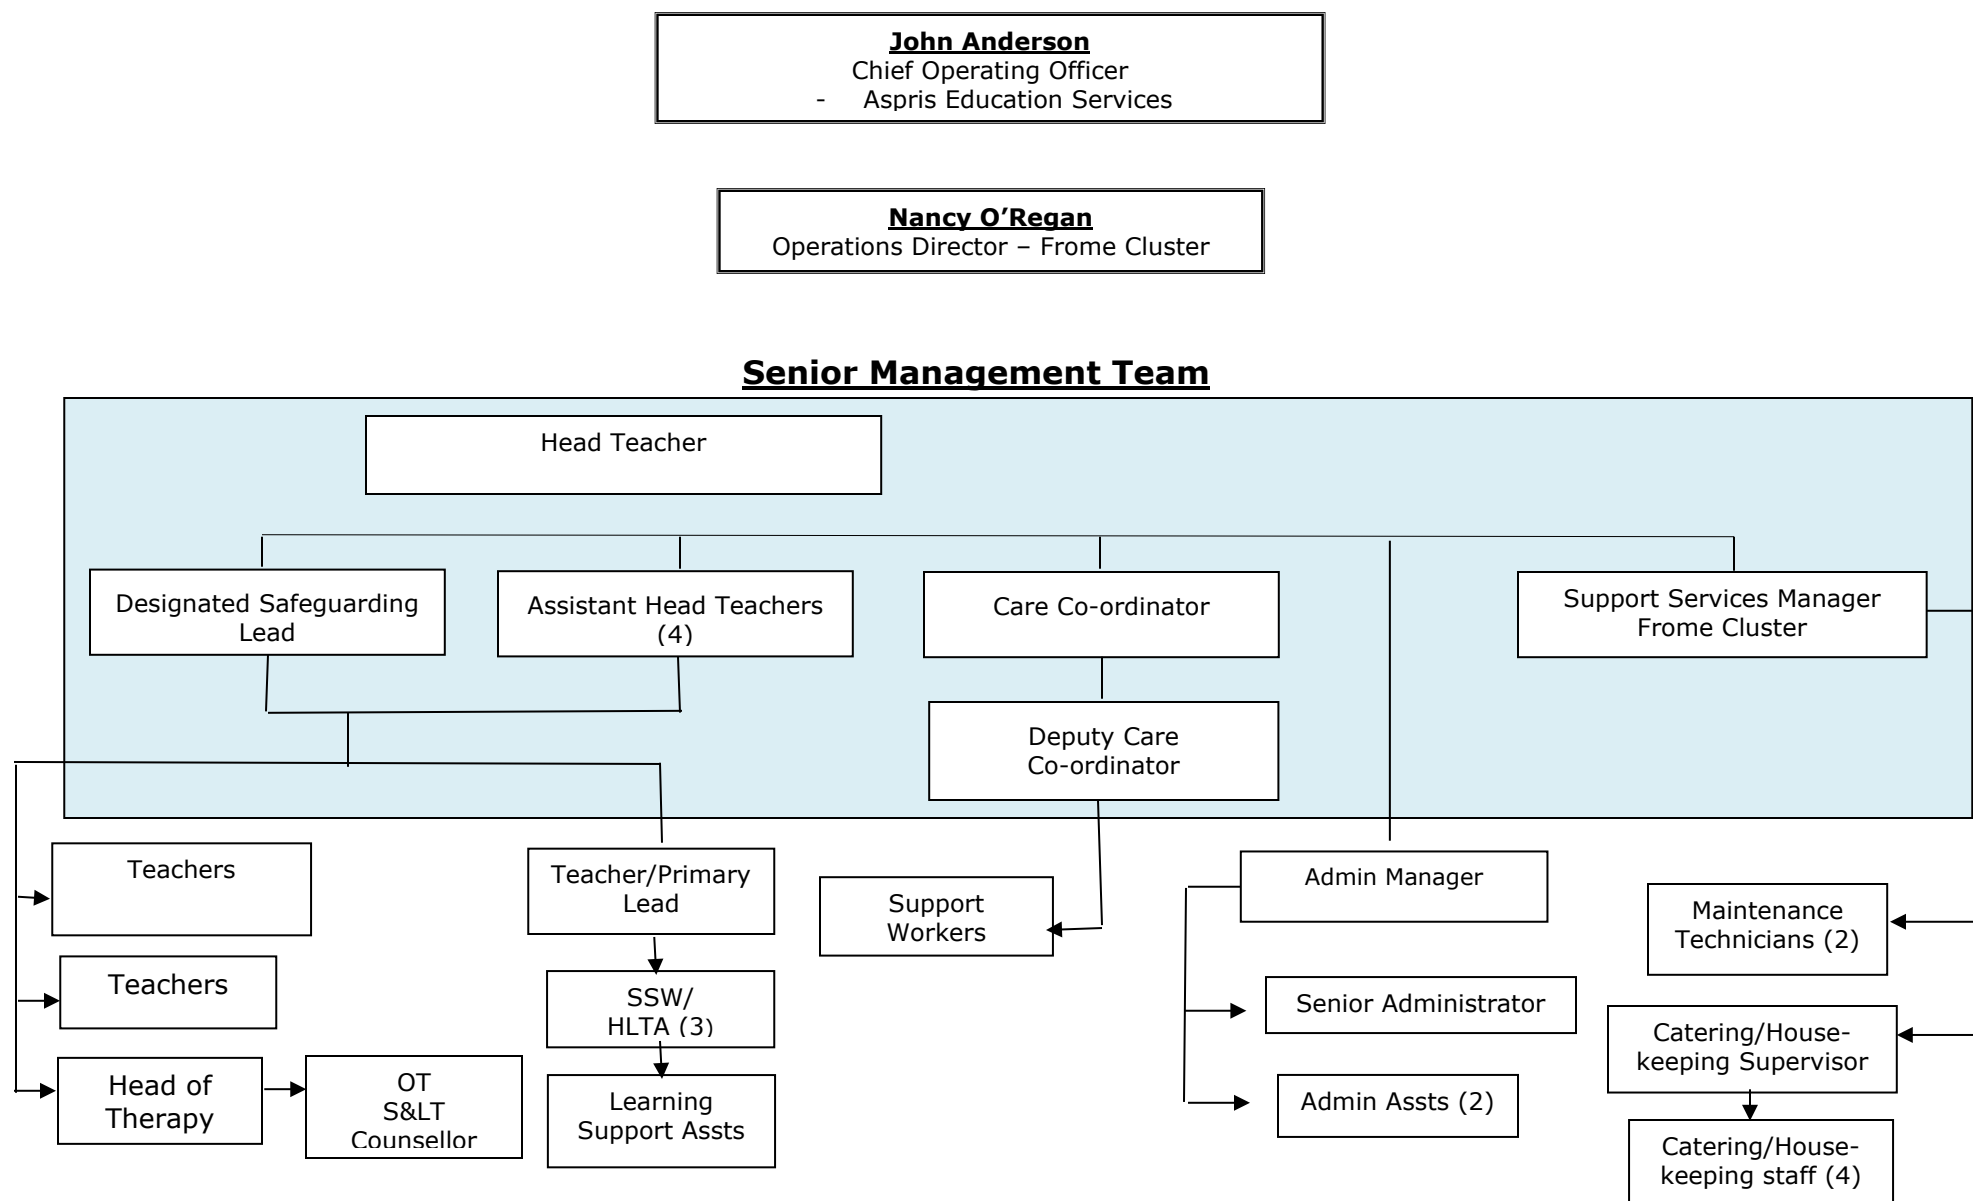 John Anderson
Chief Operating Officer
- Aspris Education Services
Nancy O’Regan
Operations Director – Frome Cluster
Senior Management Team
Head Teacher
Designated Safeguarding
Lead
Assistant Head Teachers
(4)
Care Co-ordinator
Support Services Manager
Frome Cluster
Deputy Care
Co-ordinator
Teachers
Teacher/Primary
Lead
Support
Workers
Admin Manager
Maintenance
Technicians (2)
Teachers
SSW/
HLTA (3)
Senior Administrator
Catering/House-
keeping Supervisor
Head of
Therapy
OT
S&LT
Counsellor
Learning
Support Assts
Admin Assts (2)
Catering/House-
keeping staff (4)